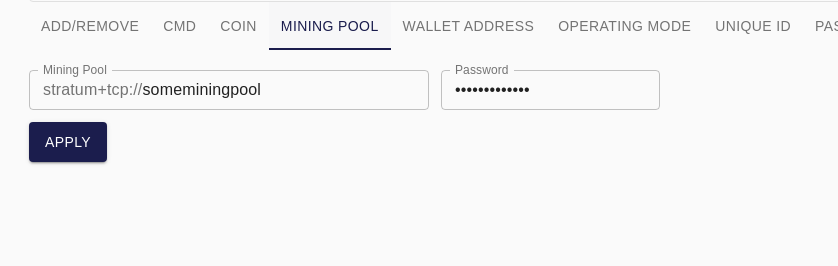 ADD/REMOVE CMD COIN MINING POOL WALLET ADDRESS OPERATING MODE UNIQUE ID PAS
Mining Pool Password
stratum+tcp://someminingpool •••••••••••••
APPLY